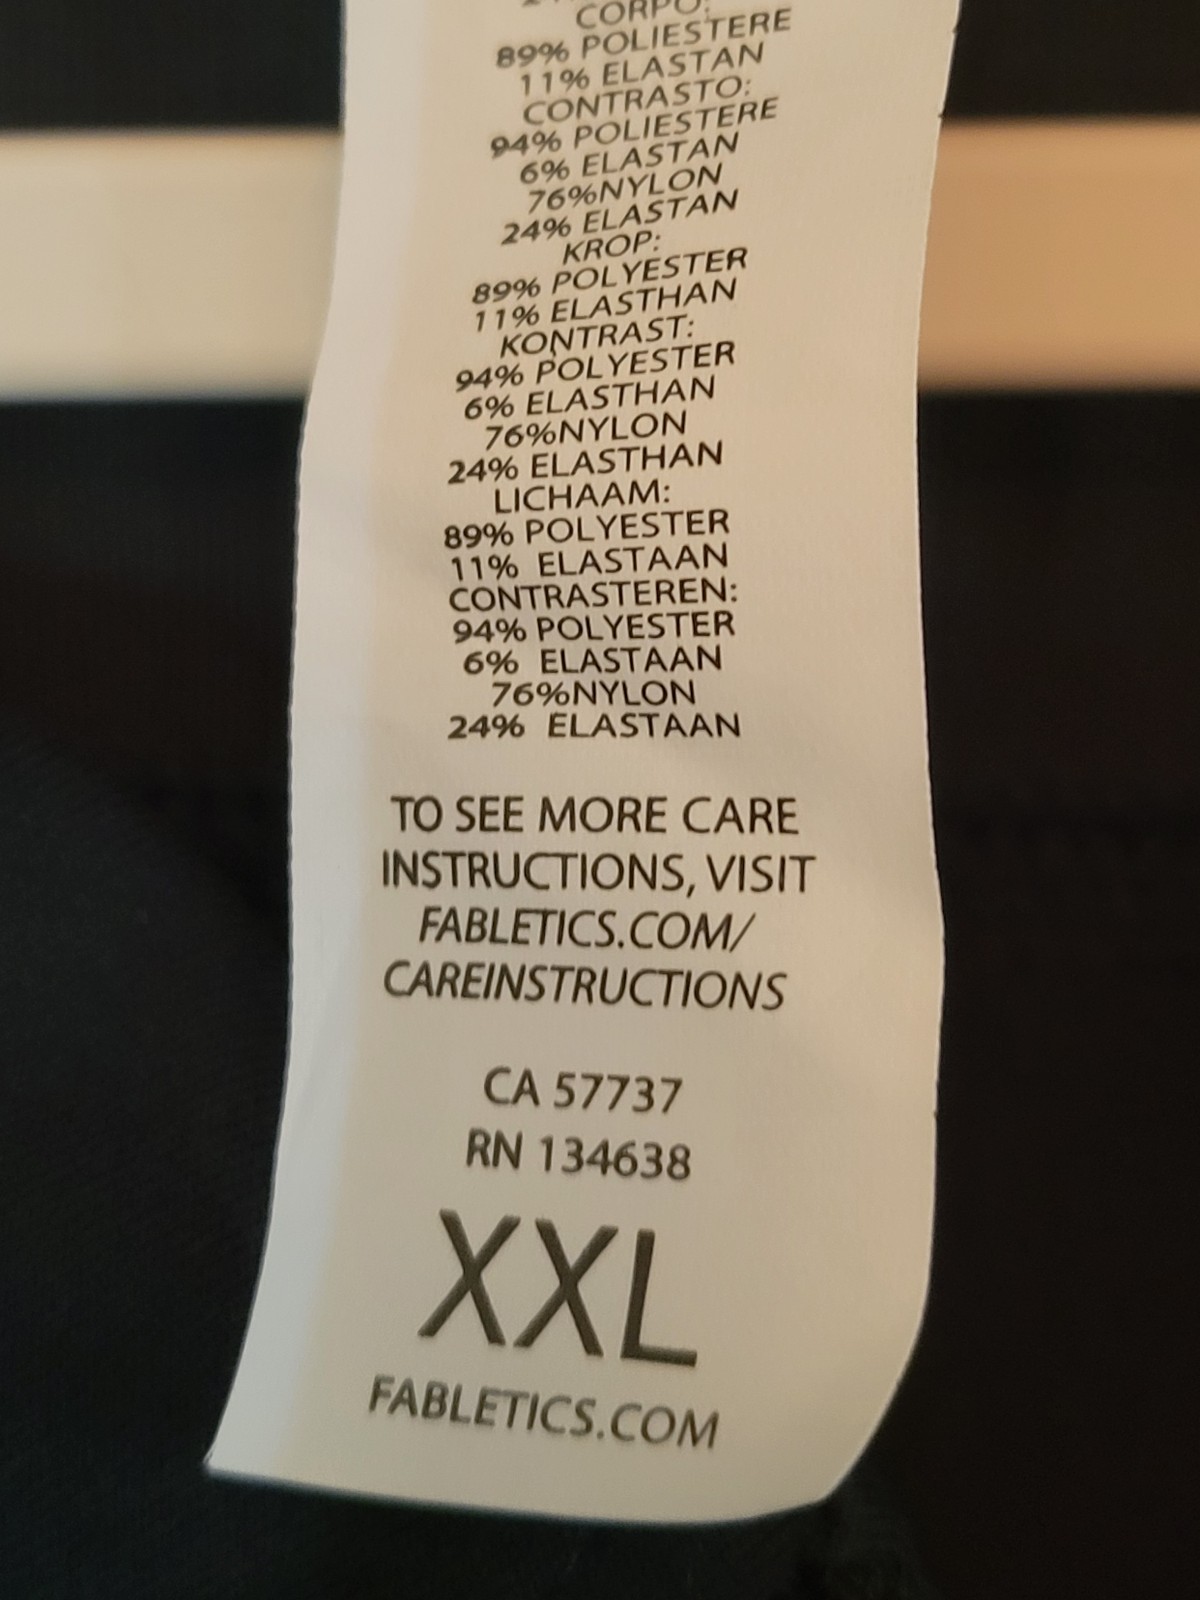 CORPO:
89% POLIESTERE
11% ELASTAN
CONTRASTO:
94% POLIESTERE
6% ELASTAN
76%NYLON
24% ELASTAN
KROP:
89% POLYESTER
11% ELASTHAN
KONTRAST:
94% POLYESTER
6% ELASTHAN
76%NYLON
24% ELASTHAN
LICHAAM:
89% POLYESTER
11% ELASTAAN
CONTRASTEREN:
94% POLYESTER
6% ELASTAAN
76%NYLON
24% ELASTAAN
TO SEE MORE CARE
INSTRUCTIONS, VISIT
FABLETICS.COM/
CAREINSTRUCTIONS
CA 57737
RN 134638
XXL
FABLETICS.COM